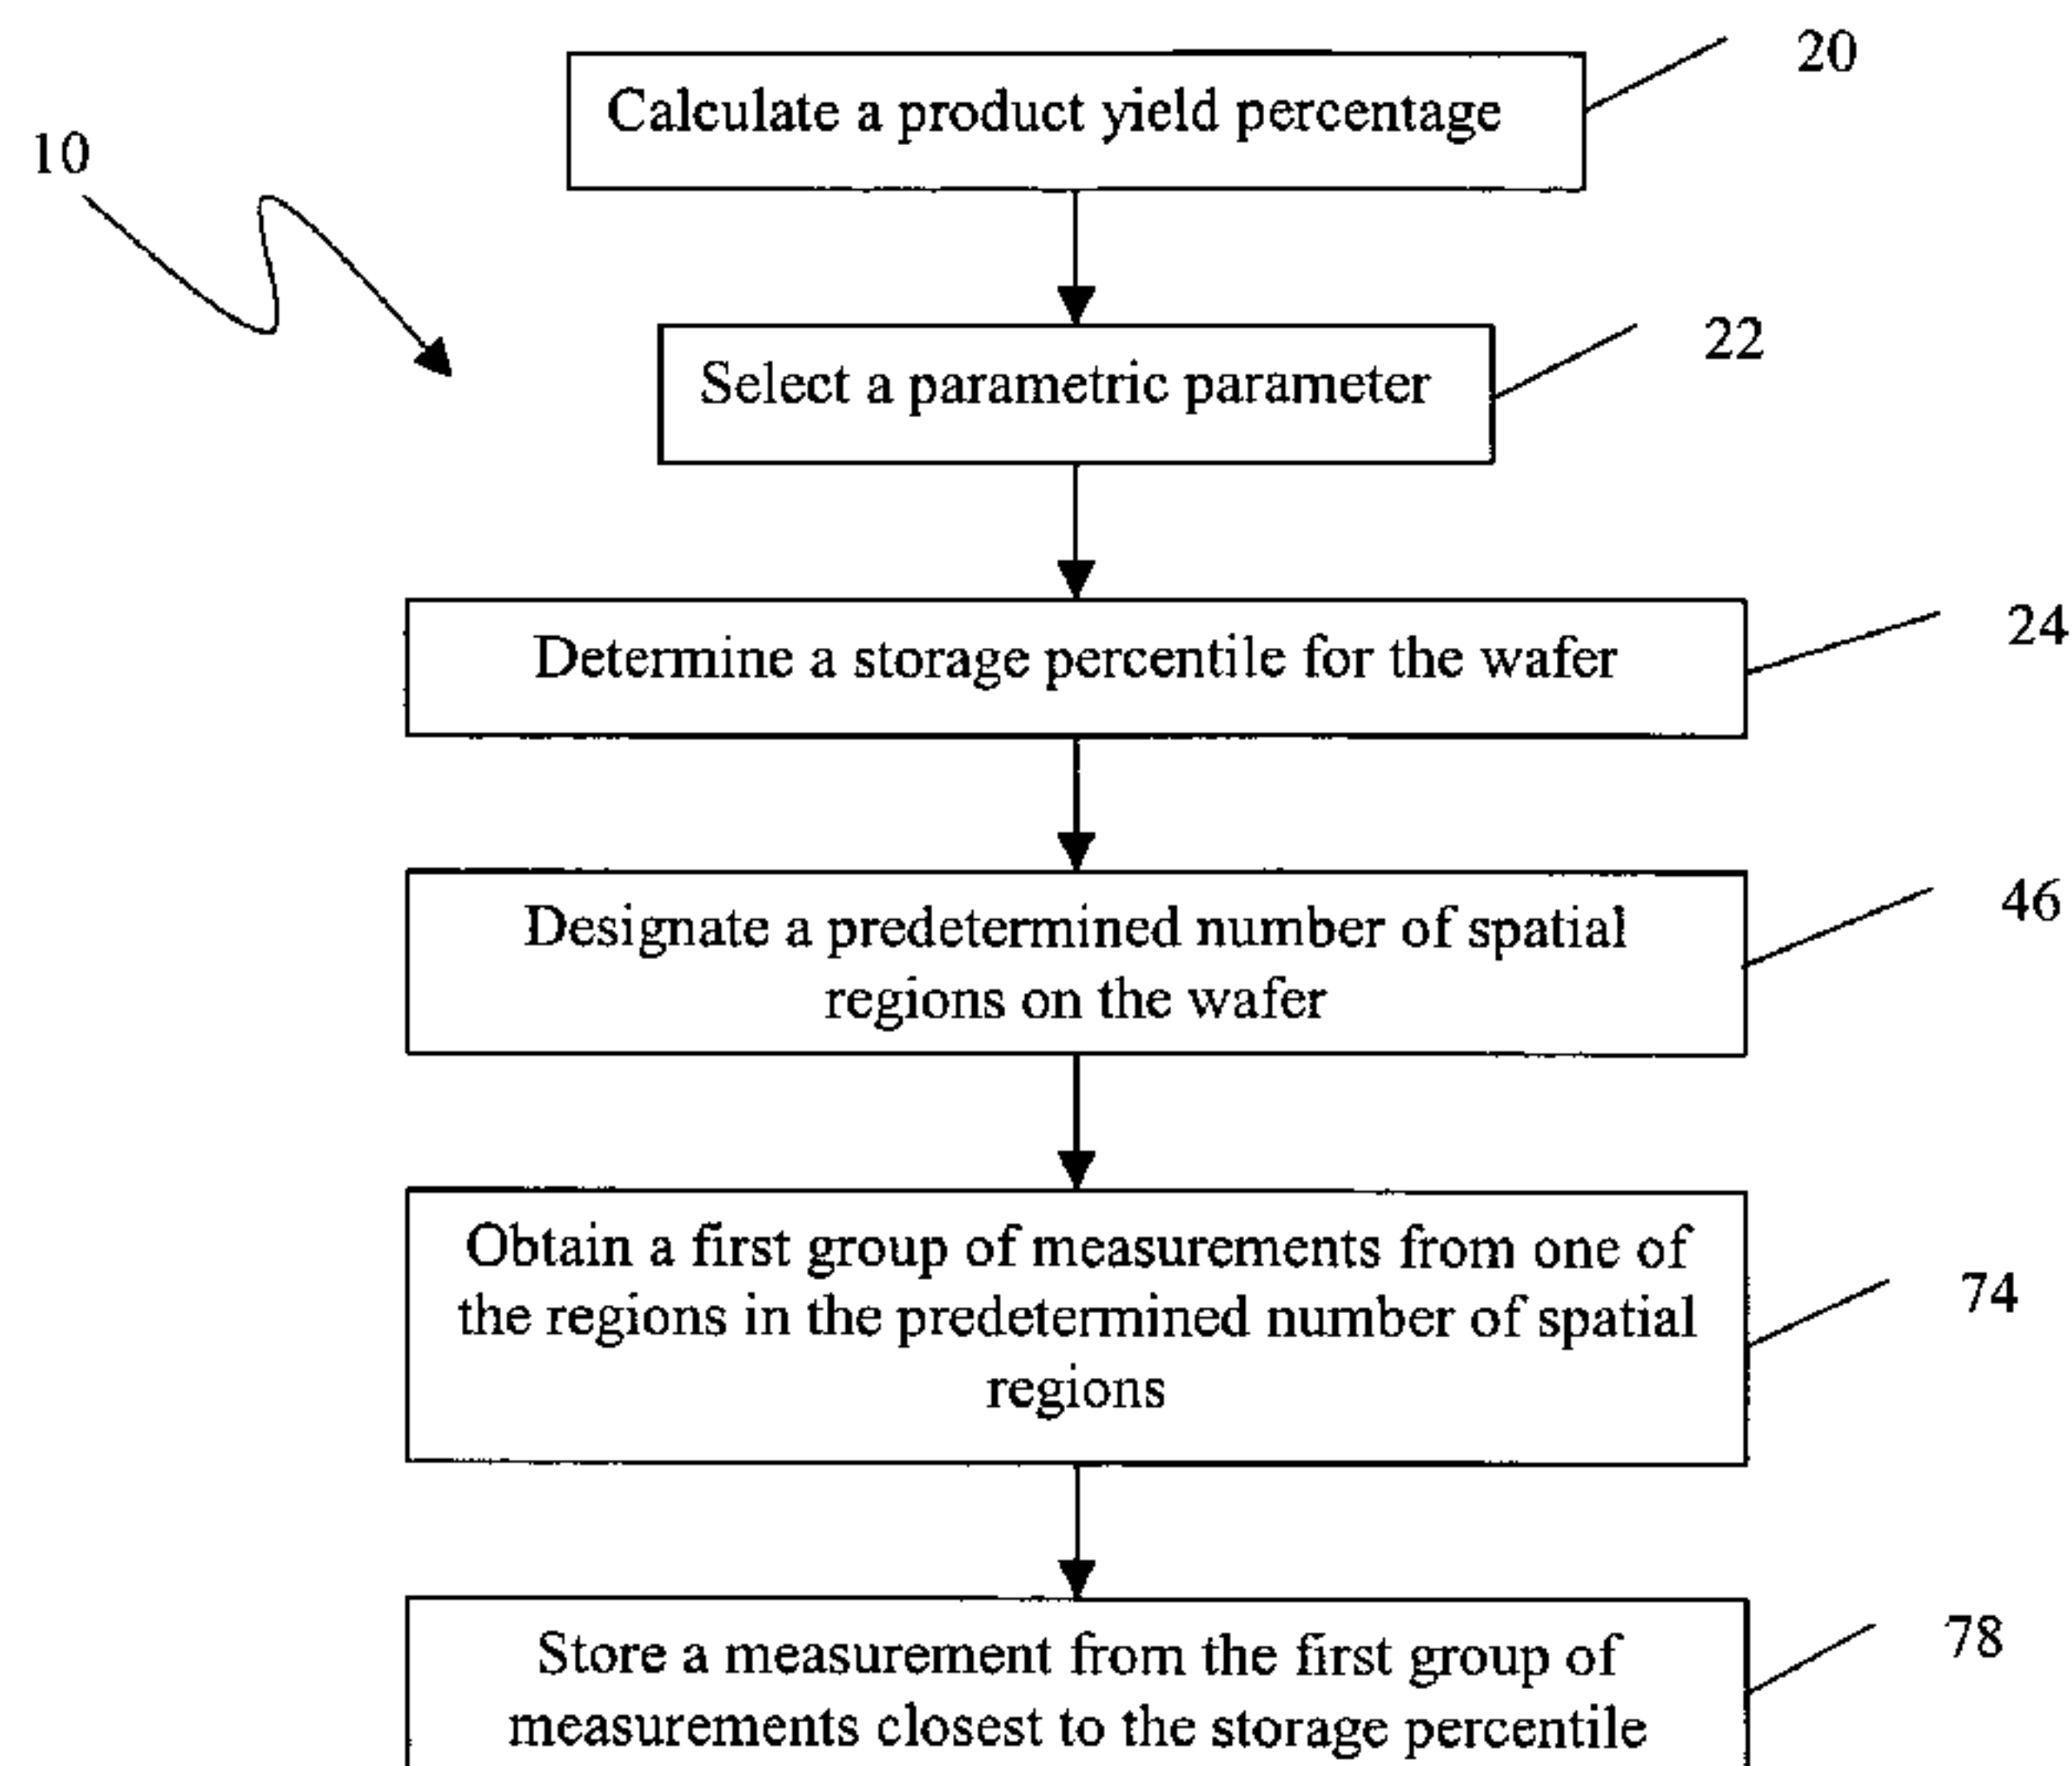 20
Calculate a product yield percentage
10
22
Select a parametric parameter
24
Determine a storage percentile for the wafer
46
Designate a predetermined number of spatial
regions on the wafer
Obtain a first group of measurements from one of
74
the regions in the predetermined number of spatial
regions
78
Store a measurement from the first group of
measurements closest to the storage percentile